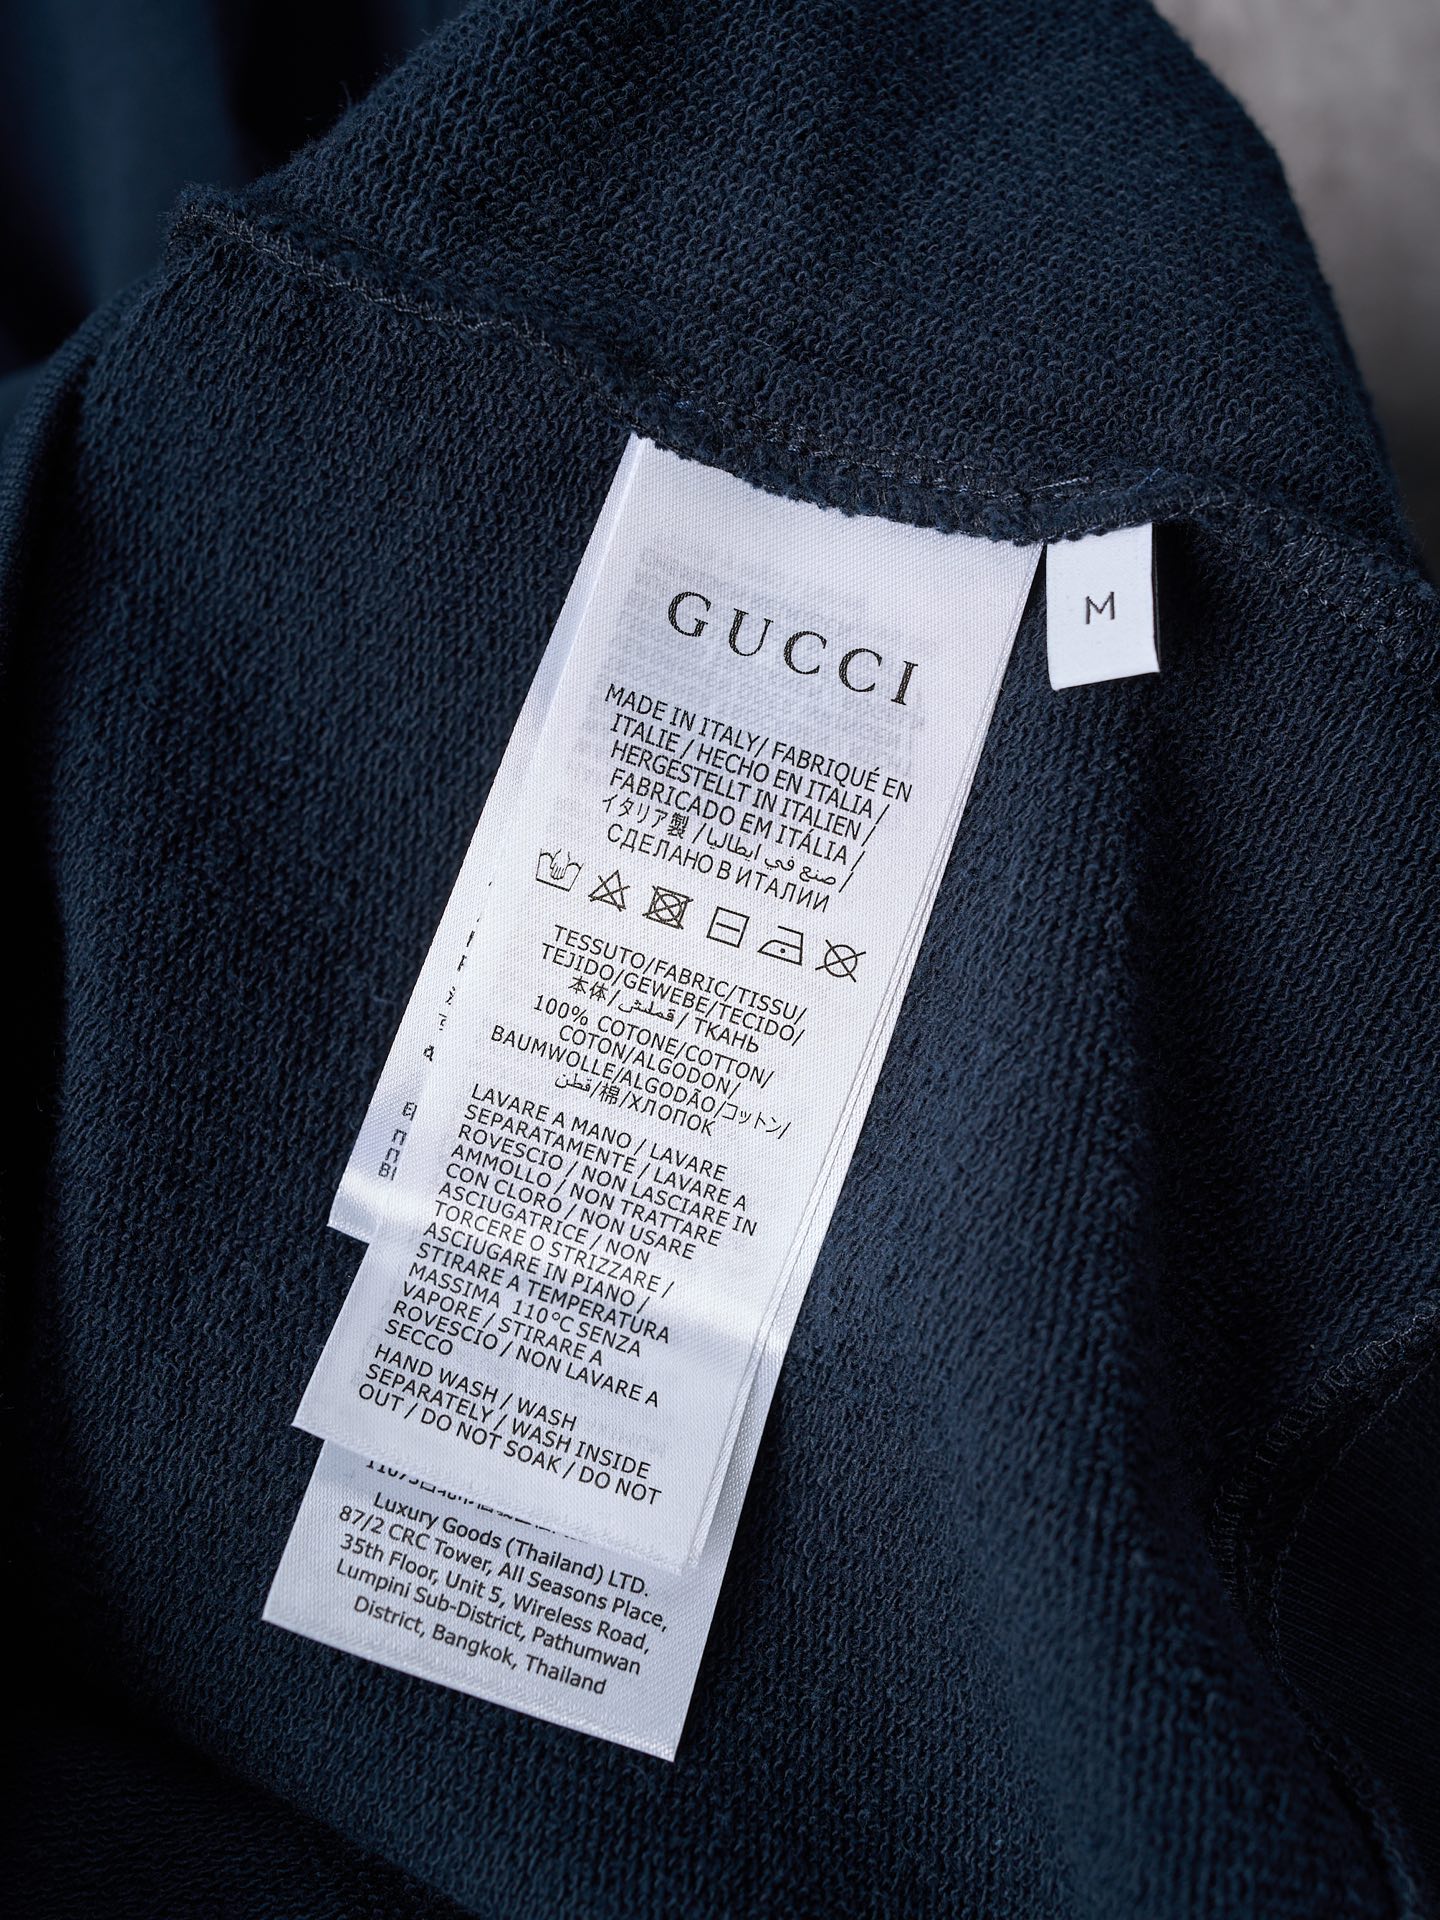 GUCCI
M
MADE IN ITALY/ FABRIQUÉ EN
ITALIE / HECHO EN ITALIA /
HERGESTELLT IN ITALIEN /
FABRICADO EM ITÁLIA /
イタリア製 / صنع في ايطاليا /
СДЕЛАНО В ИТАЛИИ
TESSUTO/FABRIC/TISSU/
TEJIDO/GEWEBE/TECIDO/
本体/قملش/ ТКАНЬ
100% COTONE/COTTON/
COTON/ALGODON/
BAUMWOLLE/ALGODÃO/コットン/
قطن/棉/ХЛОПОК
LAVARE A MANO / LAVARE
SEPARATAMENTE / LAVARE A
ROVESCIO / NON LASCIARE IN
AMMOLLO / NON TRATTARE
CON CLORO / NON USARE
ASCIUGATRICE / NON
TORCERE O STRIZZARE /
ASCIUGARE IN PIANO /
STIRARE A TEMPERATURA
MASSIMA 110°C SENZA
VAPORE / STIRARE A
ROVESCIO / NON LAVARE A
SECCO
HAND WASH / WASH
SEPARATELY / WASH INSIDE
OUT / DO NOT SOAK / DO NOT
Luxury Goods (Thailand) LTD.
87/2 CRC Tower, All Seasons Place,
35th Floor, Unit 5, Wireless Road,
Lumpini Sub-District, Pathumwan
District, Bangkok, Thailand